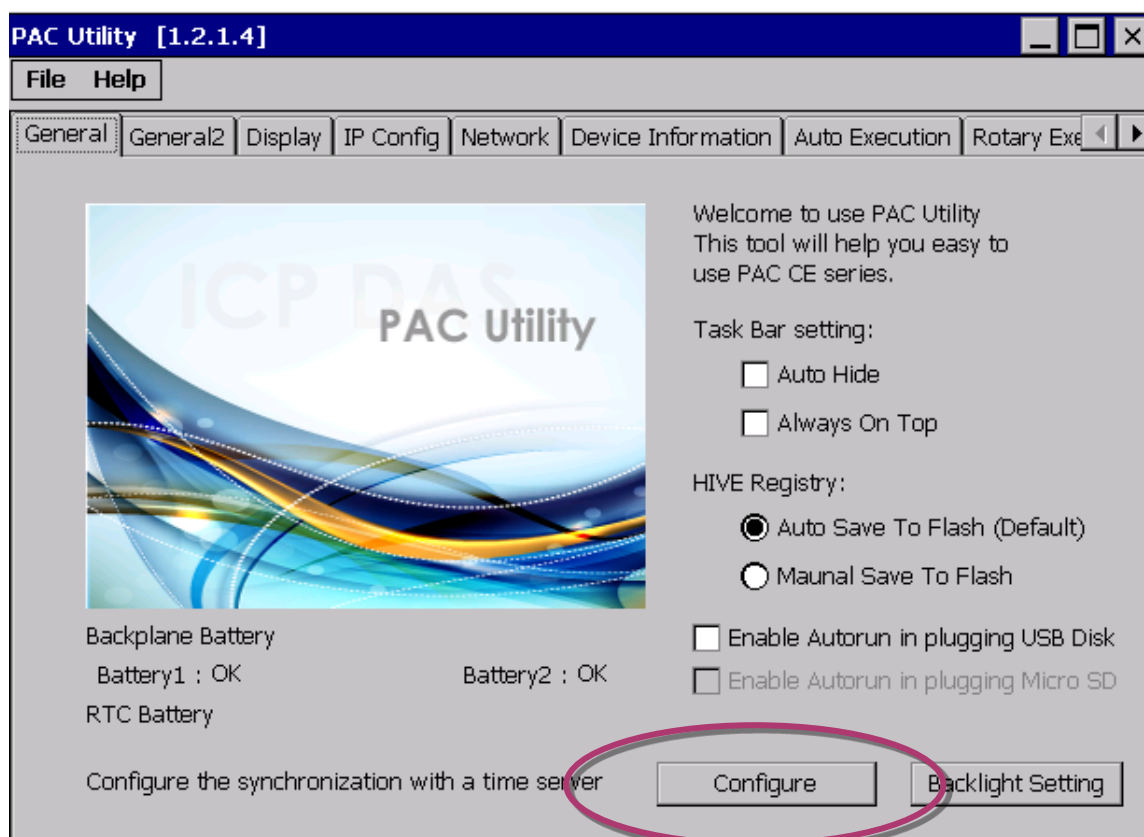 PAC Utility [1.2.1.4]
File Help
General General2 Display IP Config Network Device Information Auto Execution Rotary Exe
ICP DAS
PAC Utility
Welcome to use PAC Utility
This tool will help you easy to
use PAC CE series.
Task Bar setting:
Auto Hide
Always On Top
HIVE Registry:
Auto Save To Flash (Default)
Maunal Save To Flash
Backplane Battery
Battery1 : OK
Battery2 : OK
RTC Battery
Enable Autorun in plugging USB Disk
Enable Autorun in plugging Micro SD
Configure the synchronization with a time server
Configure
Backlight Setting